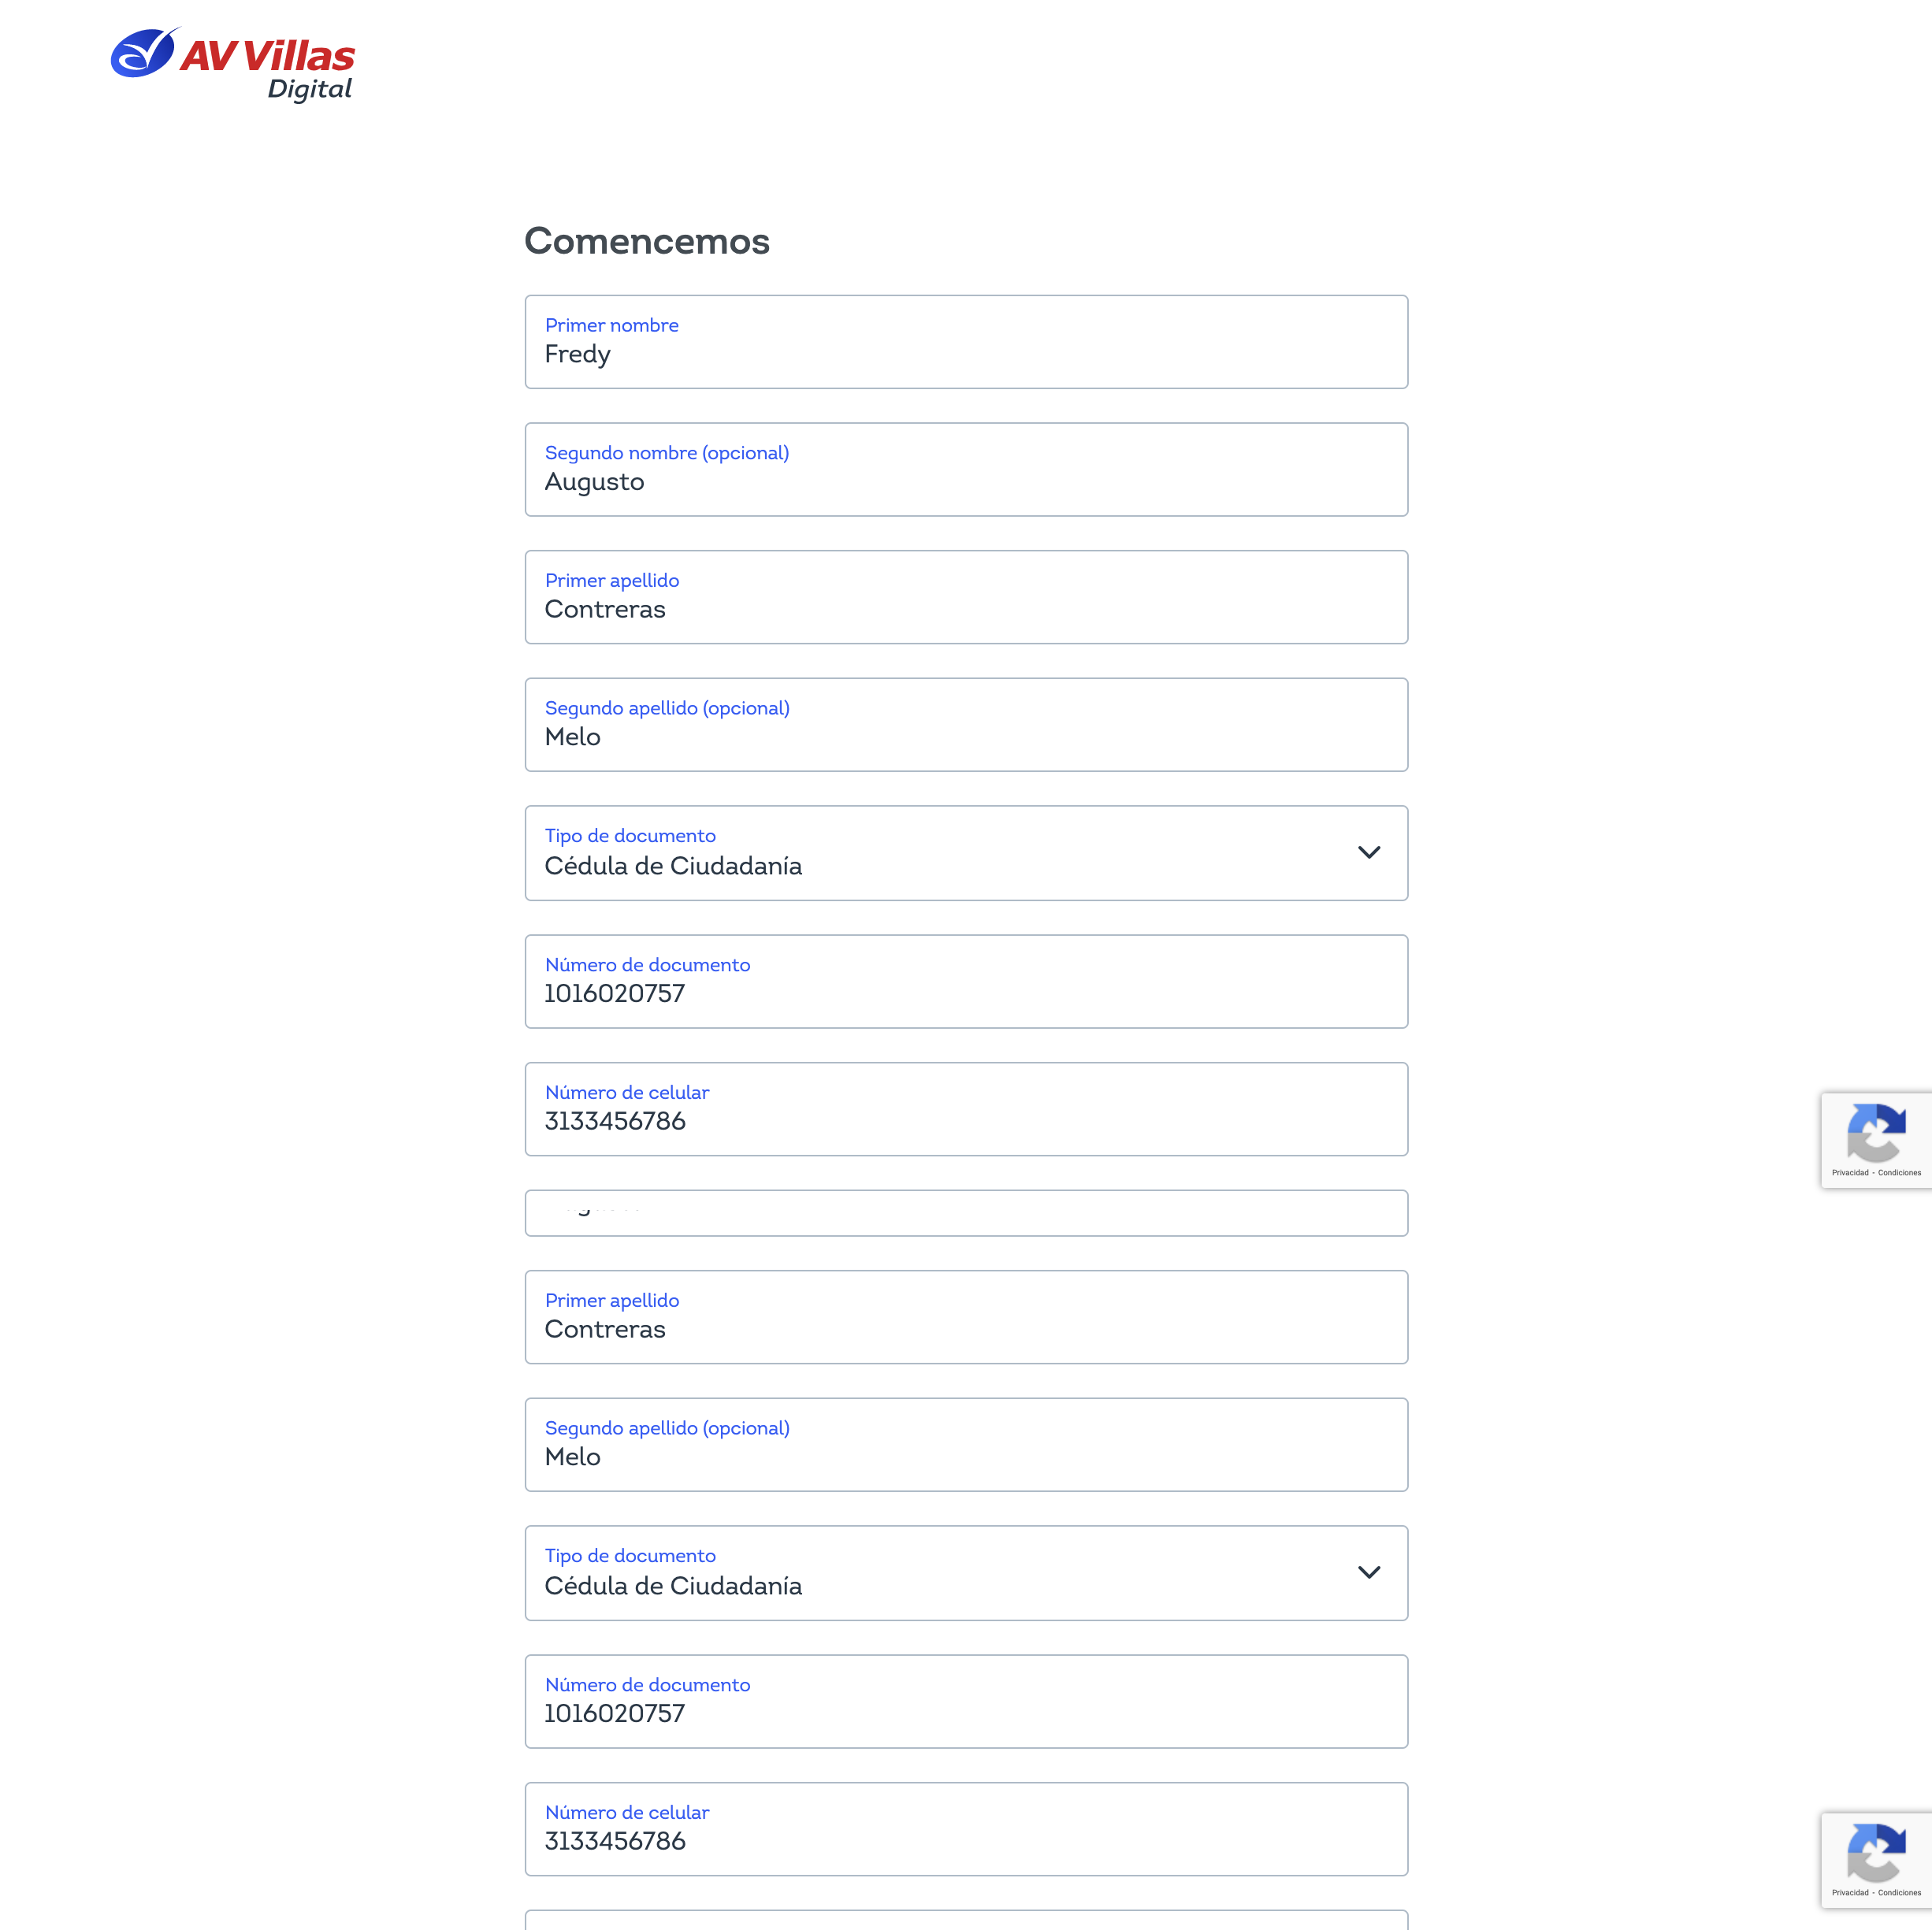 AV Villas
Digital
Comencemos
Primer nombre
Fredy
Segundo nombre (opcional)
Augusto
Primer apellido
Contreras
Segundo apellido (opcional)
Melo
Tipo de documento
Cédula de Ciudadanía
Número de documento
1016020757
Número de celular
3133456786
Privacidad - Condiciones
Primer apellido
Contreras
Segundo apellido (opcional)
Melo
Tipo de documento
Cédula de Ciudadanía
Número de documento
1016020757
Número de celular
3133456786
Privacidad - Condiciones